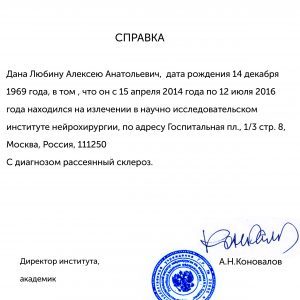 СПРАВКА
Дана Любину Алексею Анатольевич, дата рождения 14 декабря
1969 года, в том , что он с 15 апреля 2014 года по 12 июля 2016
года находился на излечении в научно исследовательском
институте нейрохирургии, по адресу Госпитальная пл., 1/3 стр. 8,
Москва, Россия, 111250
С диагнозом рассеянный склероз.
Директор института,
академик
А.Н.Коновалов